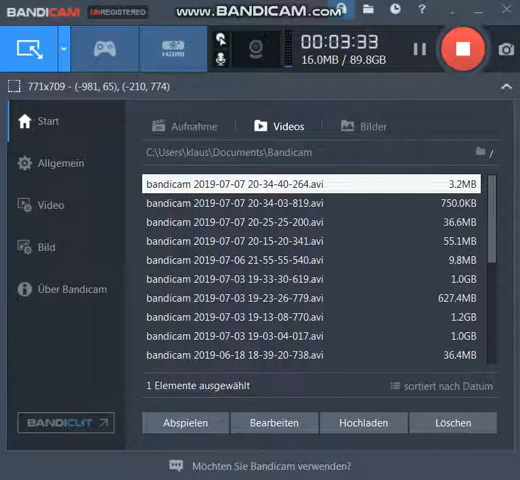 BANDICAM UNREGISTERED
www.BANDICAM.com
HDMI
00:03:33
16.0MB / 89.8GB
771x709 - (-981, 65), (-210, 774)
Start
Allgemein
Video
Bild
Über Bandicam
BANDICUT
Aufnahme Videos Bilder
C:\Users\klaus\Documents\Bandicam /
bandicam 2019-07-07 20-34-40-264.avi 3.2MB
bandicam 2019-07-07 20-34-03-819.avi 750.0KB
bandicam 2019-07-07 20-25-25-200.avi 36.6MB
bandicam 2019-07-07 20-15-20-341.avi 55.1MB
bandicam 2019-07-06 21-55-55-540.avi 9.8MB
bandicam 2019-07-03 19-33-30-619.avi 1.0GB
bandicam 2019-07-03 19-23-26-779.avi 627.4MB
bandicam 2019-07-03 19-13-08-770.avi 1.2GB
bandicam 2019-07-03 19-03-04-017.avi 1.0GB
bandicam 2019-06-18 18-39-20-738.avi 36.4MB
1 Elemente ausgewählt sortiert nach Datum
Abspielen Bearbeiten Hochladen Löschen
Möchten Sie Bandicam verwenden?